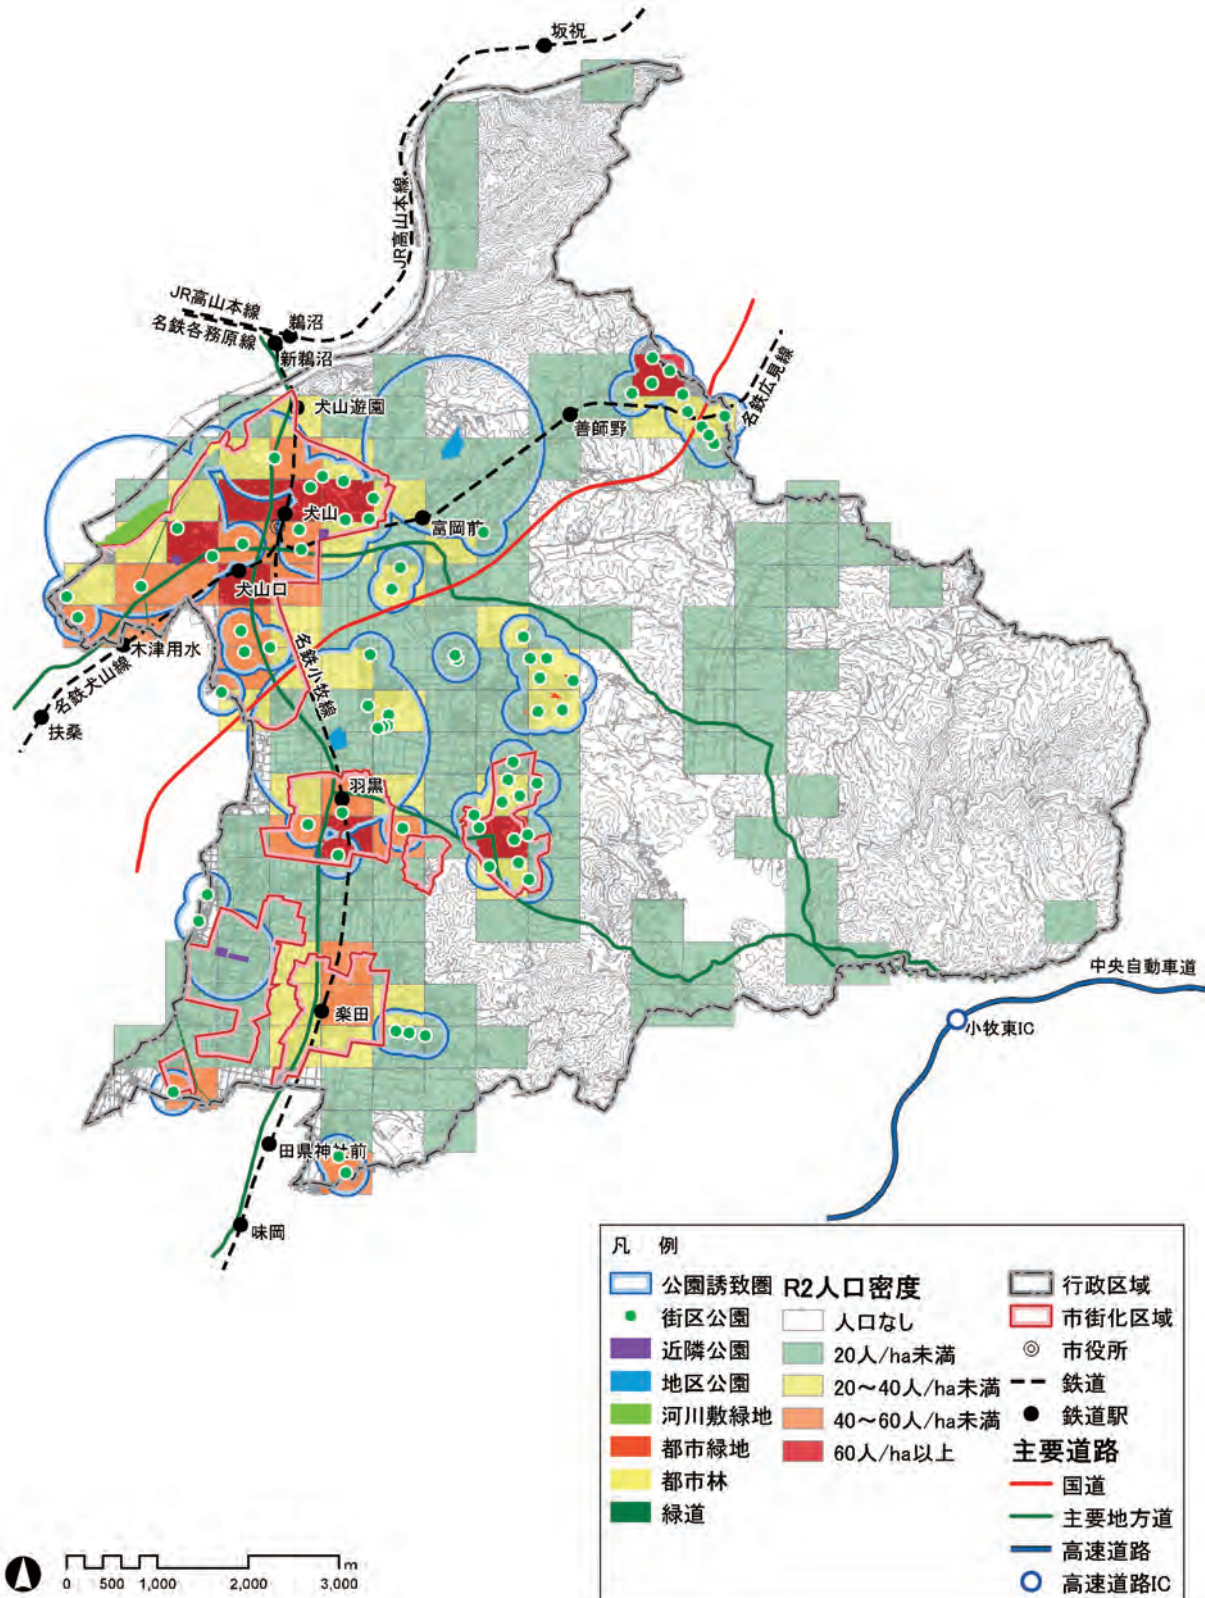 坂祝
JR高山本線
JR高山本線
名鉄各務原線
鵜沼
新鵜沼
犬山遊園
名鉄広見線
善師野
犬山
富岡前
犬山口
木津用水
名鉄犬山線
名鉄小牧線
扶桑
羽黒
中央自動車道
楽田
小牧東IC
田県神社前
味岡
凡 例
公園誘致圏
街区公園
近隣公園
地区公園
河川敷緑地
都市緑地
都市林
緑道
R2人口密度
人口なし
20人/ha未満
20～40人/ha未満
40～60人/ha未満
60人/ha以上
行政区域
市街化区域
市役所
鉄道
鉄道駅
主要道路
国道
主要地方道
高速道路
高速道路IC
0 500 1,000 2,000 3,000 m